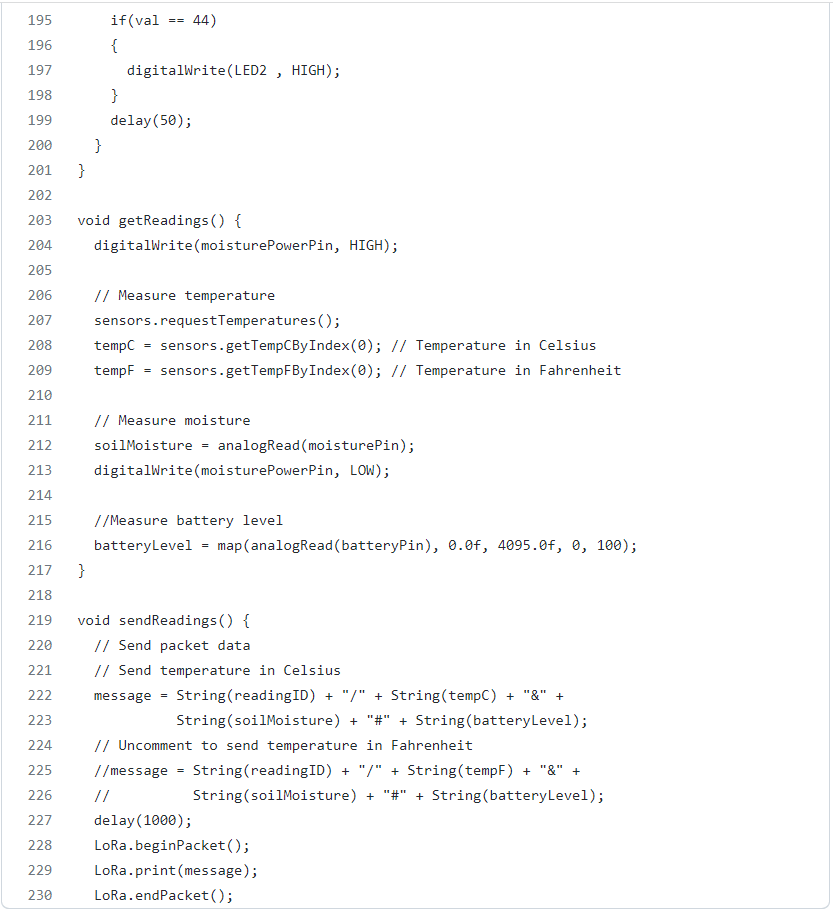 195       if(val == 44)
196       {
197         digitalWrite(LED2 , HIGH);
198       }
199       delay(50);
200     }
201   }
202
203   void getReadings() {
204     digitalWrite(moisturePowerPin, HIGH);
205
206     // Measure temperature
207     sensors.requestTemperatures();
208     tempC = sensors.getTempCByIndex(0); // Temperature in Celsius
209     tempF = sensors.getTempFByIndex(0); // Temperature in Fahrenheit
210
211     // Measure moisture
212     soilMoisture = analogRead(moisturePin);
213     digitalWrite(moisturePowerPin, LOW);
214
215     //Measure battery level
216     batteryLevel = map(analogRead(batteryPin), 0.0f, 4095.0f, 0, 100);
217   }
218
219   void sendReadings() {
220     // Send packet data
221     // Send temperature in Celsius
222     message = String(readingID) + "/" + String(tempC) + "&" +
223               String(soilMoisture) + "#" + String(batteryLevel);
224     // Uncomment to send temperature in Fahrenheit
225     //message = String(readingID) + "/" + String(tempF) + "&" +
226     //          String(soilMoisture) + "#" + String(batteryLevel);
227     delay(1000);
228     LoRa.beginPacket();
229     LoRa.print(message);
230     LoRa.endPacket();